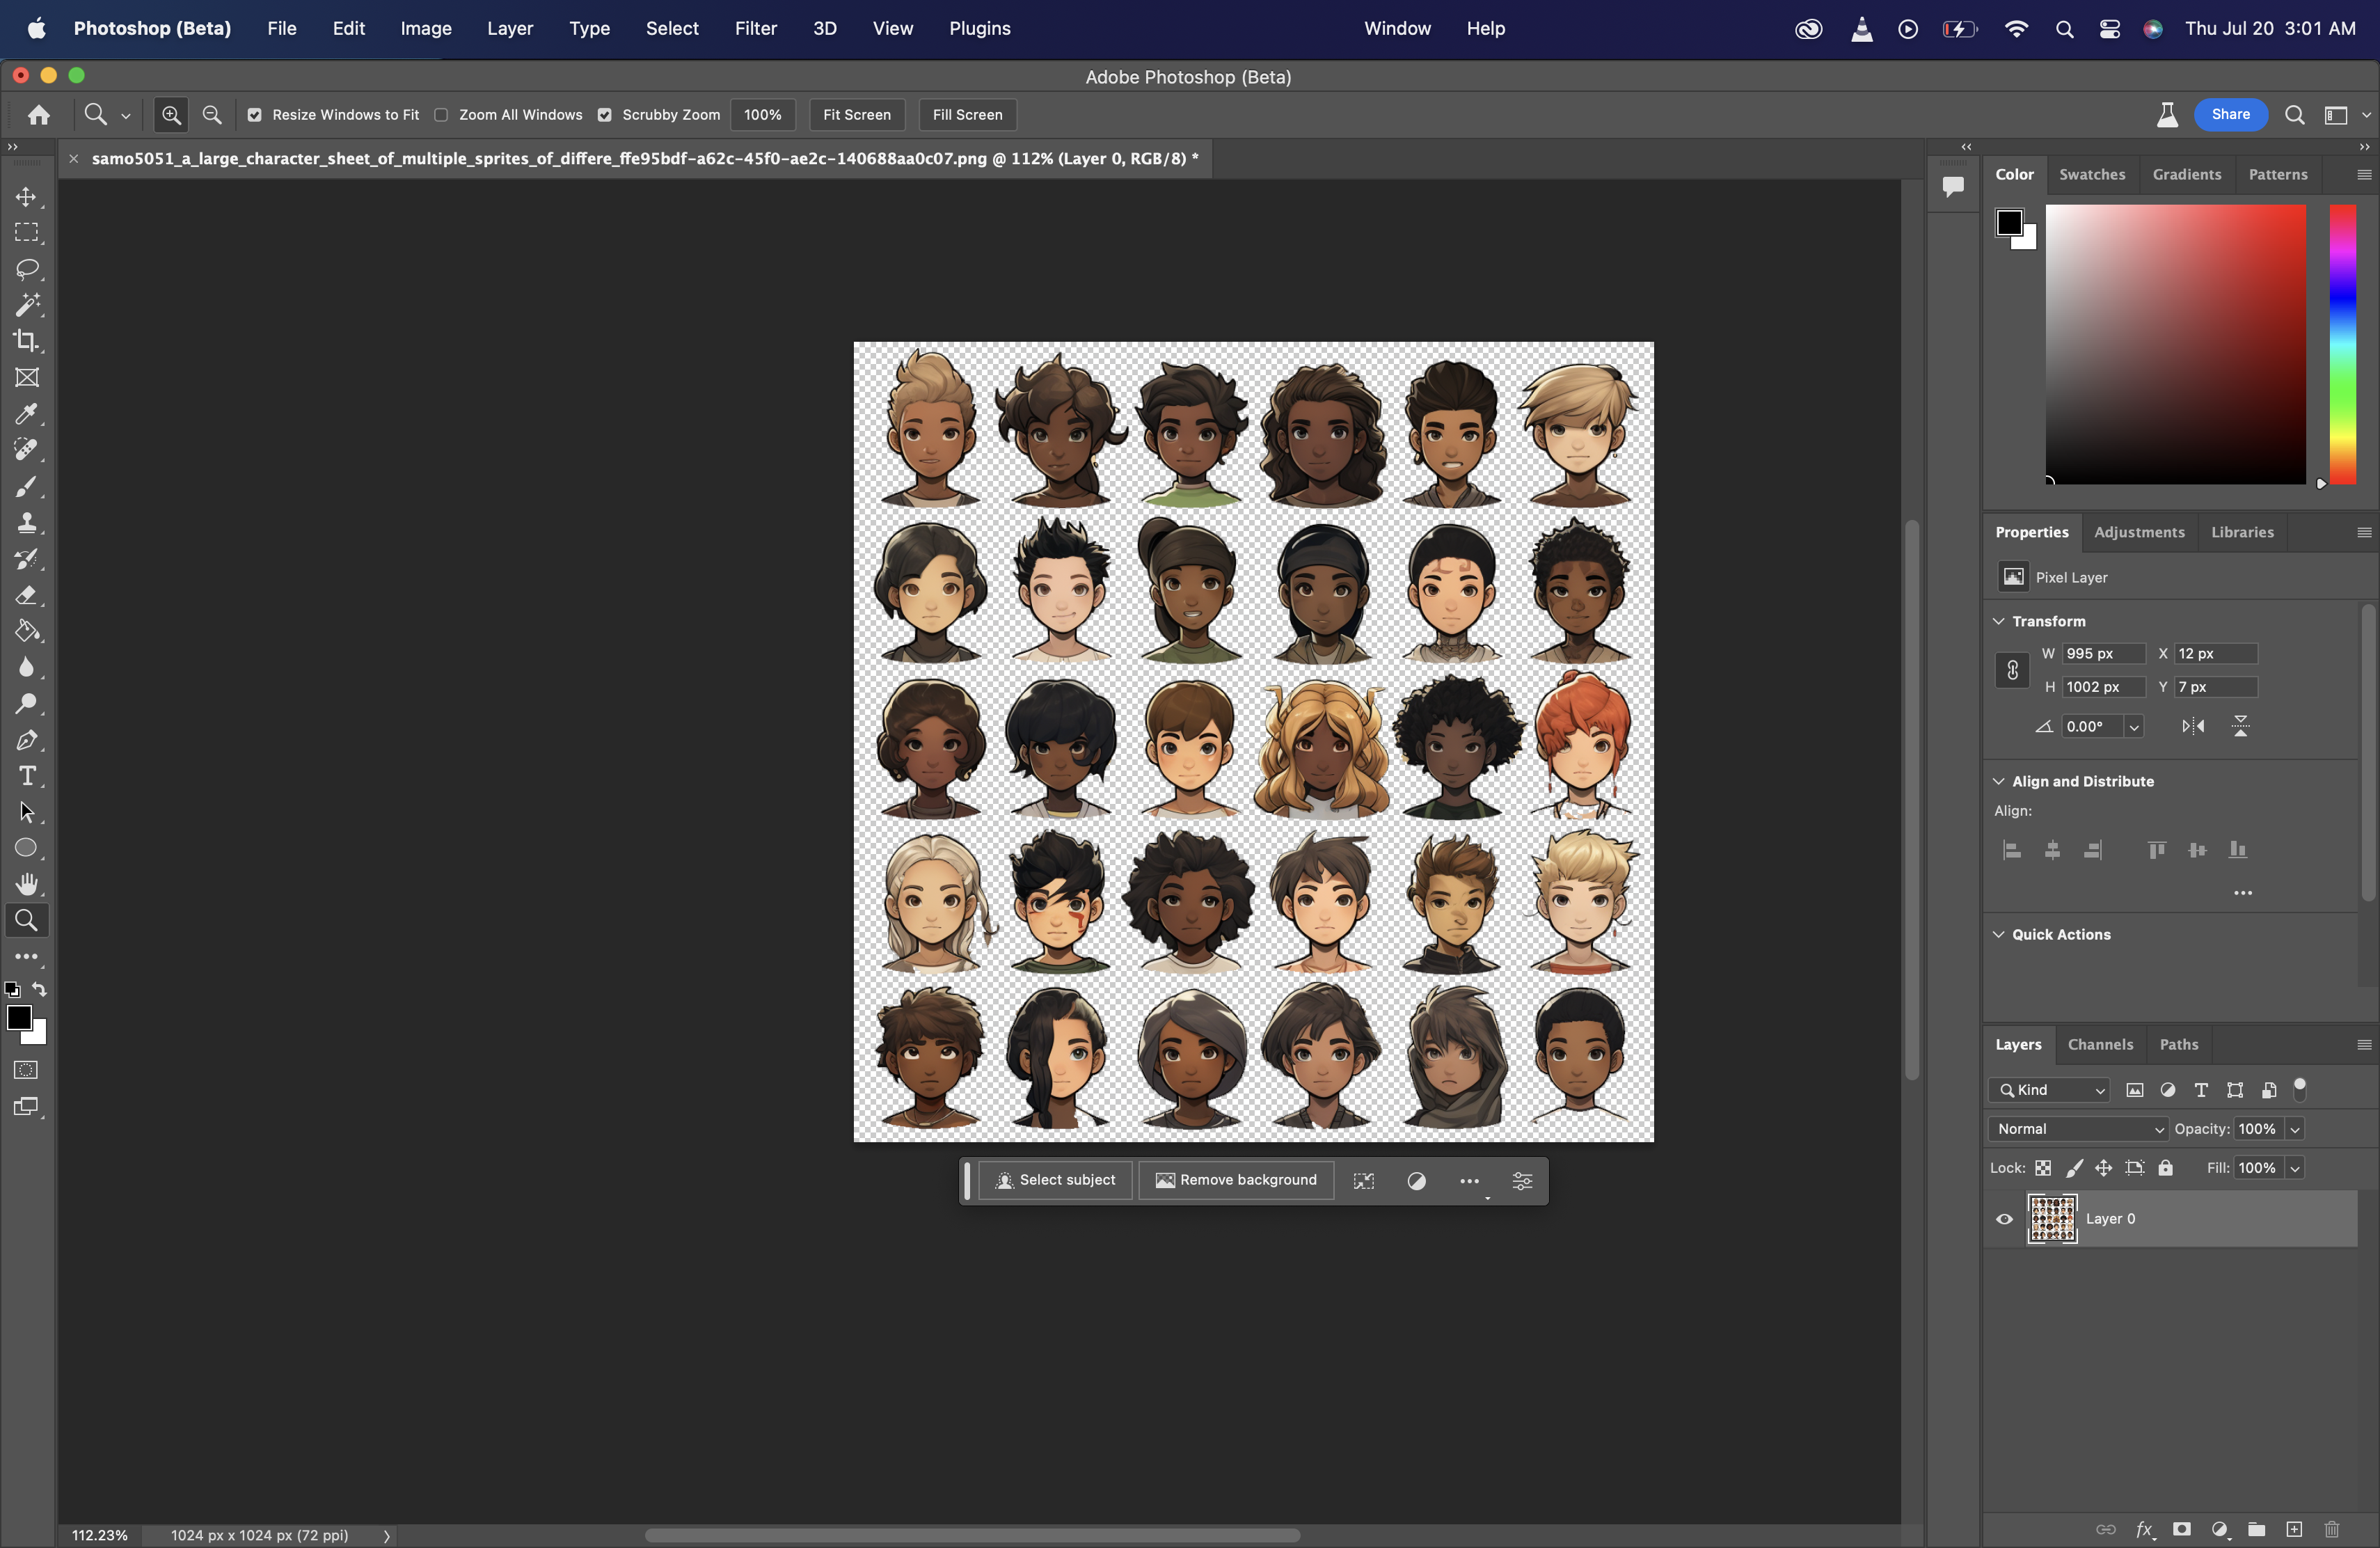 Photoshop (Beta) File Edit Image Layer Type Select Filter 3D View Plugins Window Help Thu Jul 20 3:01 AM
Adobe Photoshop (Beta)
Resize Windows to Fit Zoom All Windows Scrubby Zoom 100% Fit Screen Fill Screen Share
samo5051_a_large_character_sheet_of_multiple_sprites_of_differe_ffe95bdf-a62c-45f0-ae2c-140688aa0c07.png @ 112% (Layer 0, RGB/8) *
Color Swatches Gradients Patterns
Properties Adjustments Libraries
Pixel Layer
Transform
W 995 px X 12 px
H 1002 px Y 7 px
0.00°
Align and Distribute
Align:
Quick Actions
Layers Channels Paths
Kind
Normal Opacity: 100%
Lock: Fill: 100%
Layer 0
Select subject Remove background
112.23% 1024 px x 1024 px (72 ppi)